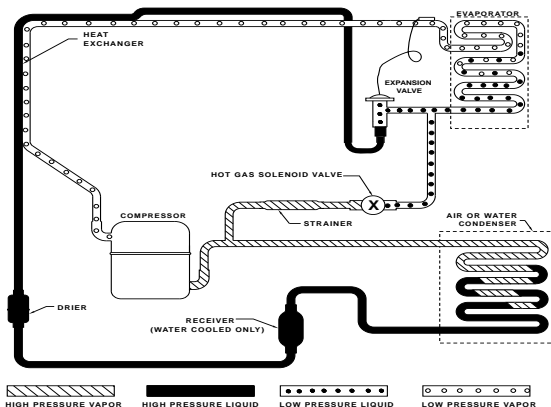 EVAPORATOR
HEAT
EXCHANGER
EXPANSION
VALVE
HOT GAS SOLENOID VALVE
X
STRAINER
COMPRESSOR
AIR OR WATER
CONDENSER
DRIER
RECEIVER
(WATER COOLED ONLY)
HIGH PRESSURE VAPOR
HIGH PRESSURE LIQUID
LOW PRESSURE LIQUID
LOW PRESSURE VAPOR